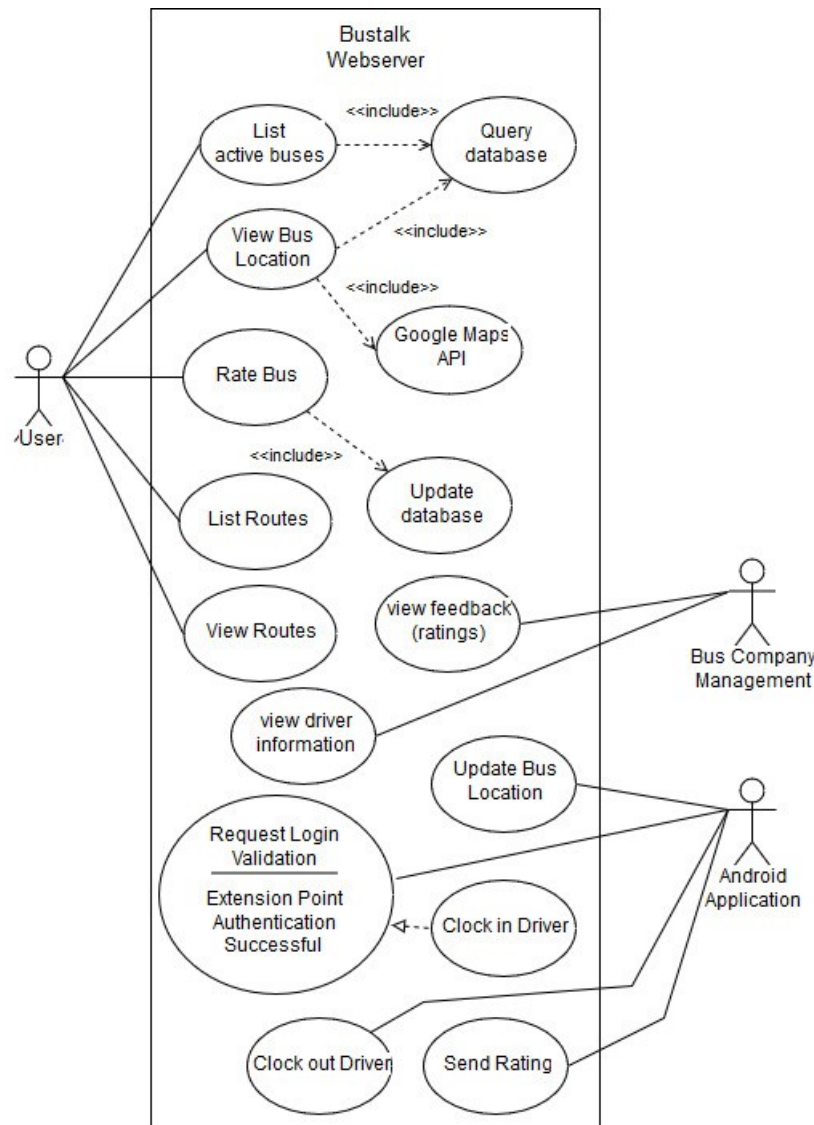 Bustalk
Webserver
<<include>>
List
active buses
Query
database
<<include>>
View Bus
Location
<<include>>
Google Maps
API
Rate Bus
User
<<include>>
Update
database
List Routes
view feedback
(ratings)
View Routes
Bus Company
Management
view driver
information
Update Bus
Location
Request Login
Validation
Extension Point
Authentication
Successful
Clock in Driver
Android
Application
Clock out Driver
Send Rating